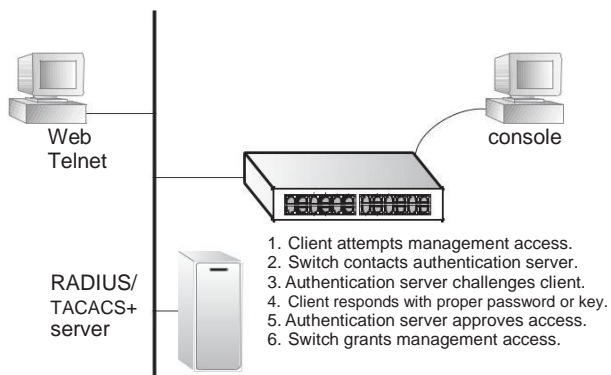 Web
Telnet
console
RADIUS/
TACACS+
server
1. Client attempts management access.
2. Switch contacts authentication server.
3. Authentication server challenges client.
4. Client responds with proper password or key.
5. Authentication server approves access.
6. Switch grants management access.